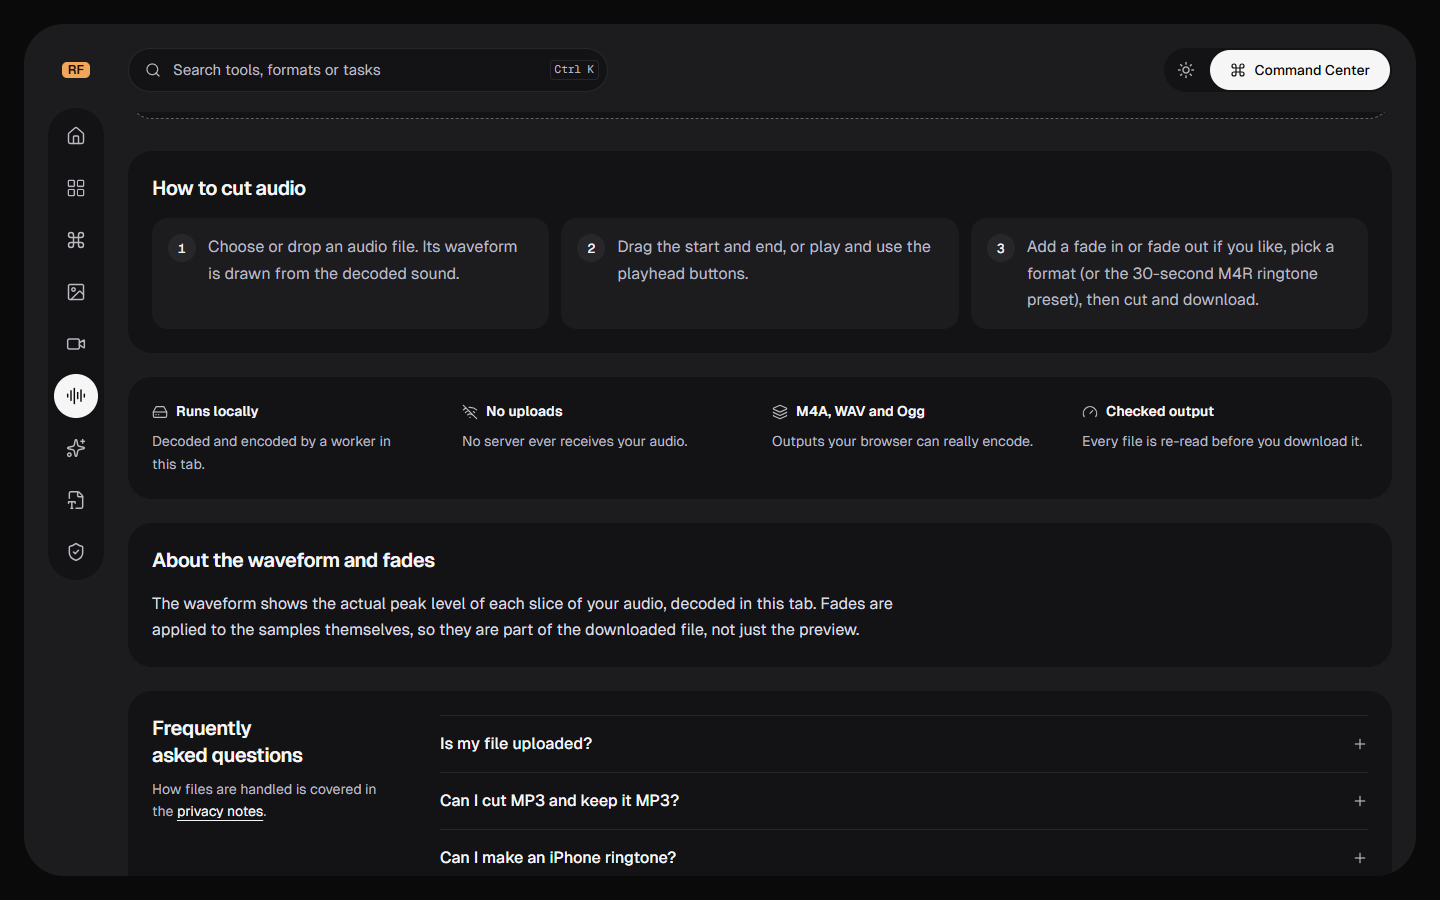 RF
Search tools, formats or tasks
Ctrl K
Command Center
How to cut audio
1
Choose or drop an audio file. Its waveform
is drawn from the decoded sound.
2
Drag the start and end, or play and use the
playhead buttons.
3
Add a fade in or fade out if you like, pick a
format (or the 30-second M4R ringtone
preset), then cut and download.
Runs locally
Decoded and encoded by a worker in
this tab.
No uploads
No server ever receives your audio.
M4A, WAV and Ogg
Outputs your browser can really encode.
Checked output
Every file is re-read before you download it.
About the waveform and fades
The waveform shows the actual peak level of each slice of your audio, decoded in this tab. Fades are
applied to the samples themselves, so they are part of the downloaded file, not just the preview.
Frequently
asked questions
How files are handled is covered in
the privacy notes.
Is my file uploaded?
Can I cut MP3 and keep it MP3?
Can I make an iPhone ringtone?